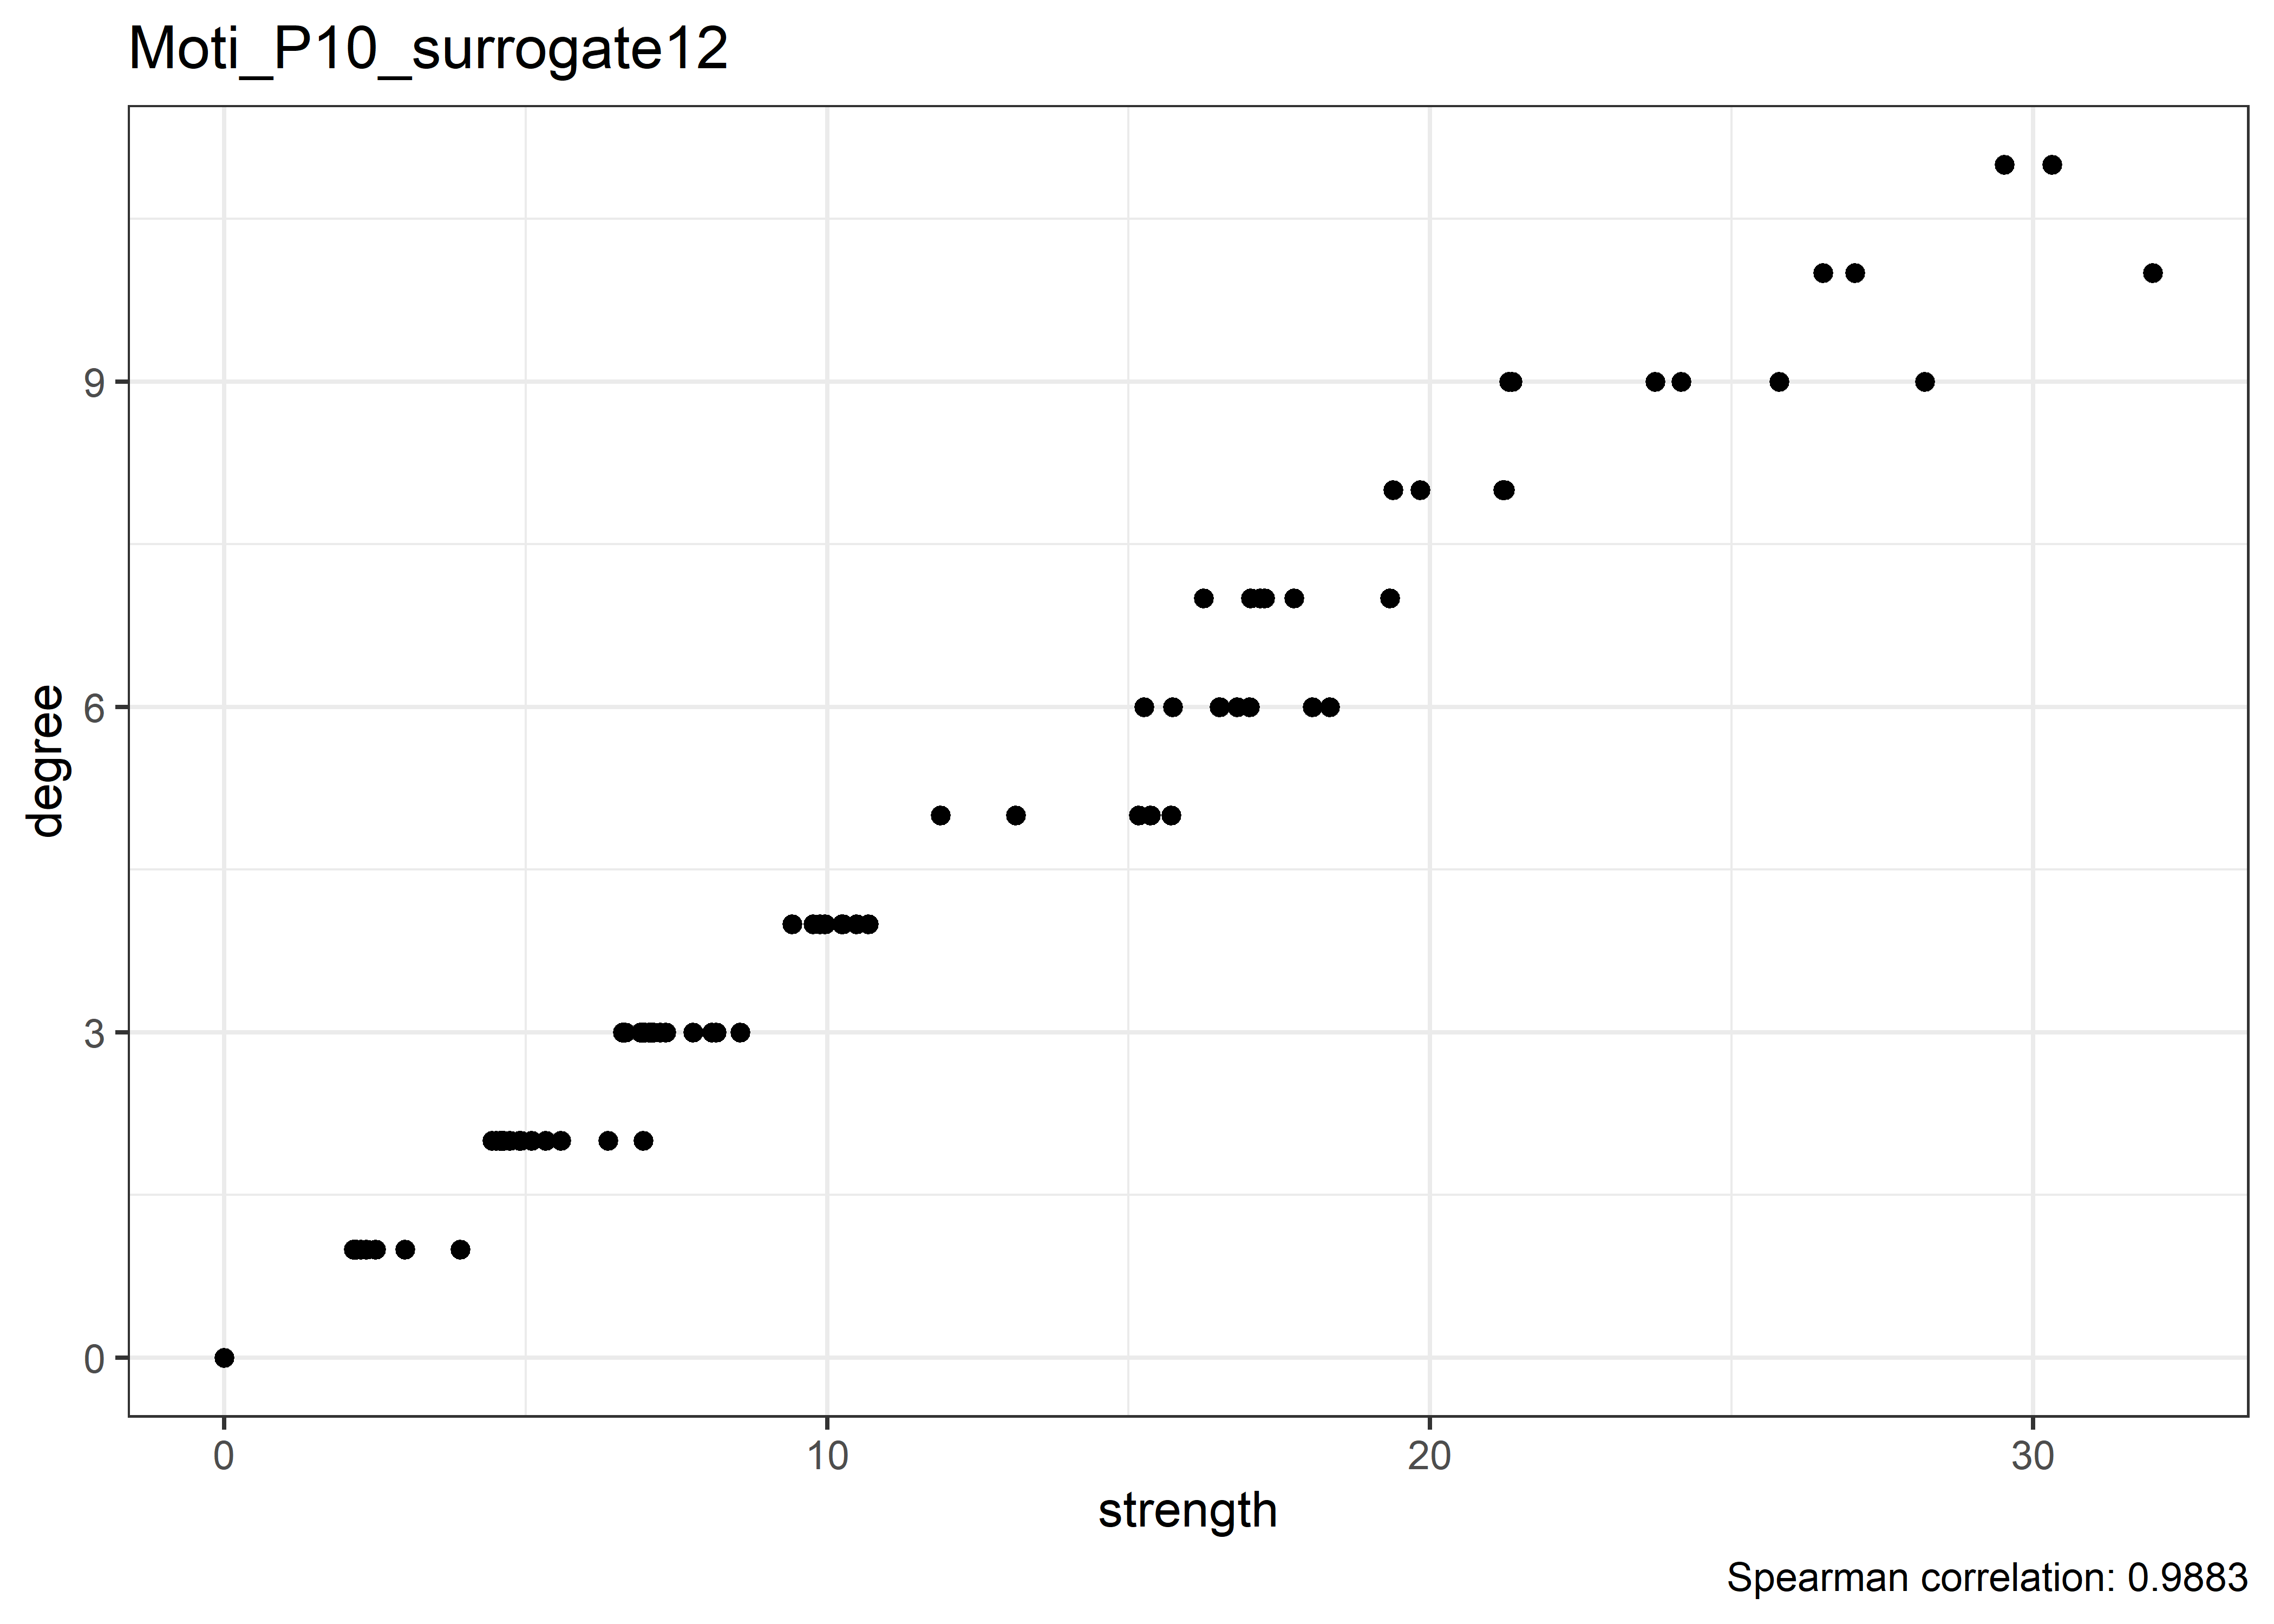 Moti_P10_surrogate12
degree
9
6
3
0
0 10 20 30
strength
Spearman correlation: 0.9883